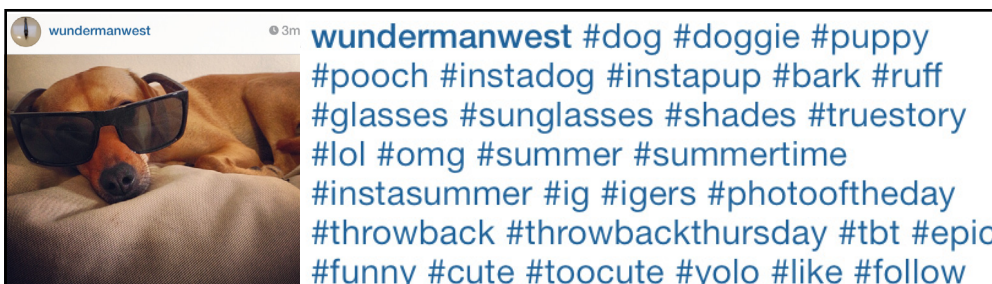 wundermanwest
3m
wundermanwest #dog #doggie #puppy
#pooch #instadog #instapup #bark #ruff
#glasses #sunglasses #shades #truestory
#lol #omg #summer #summertime
#instasummer #ig #igers #photooftheday
#throwback #throwbackthursday #tbt #epic
#funny #cute #toocute #yolo #like #follow